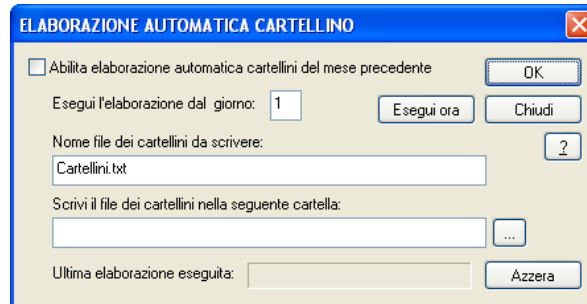 ELABORAZIONE AUTOMATICA CARTELLINO
Abilita elaborazione automatica cartellini del mese precedente
OK
Esegui l'elaborazione dal giorno: 1
Esegui ora
Chiudi
Nome file dei cartellini da scrivere:
?
Cartellini.txt
Scrivi il file dei cartellini nella seguente cartella:
...
Ultima elaborazione eseguita:
Azzera